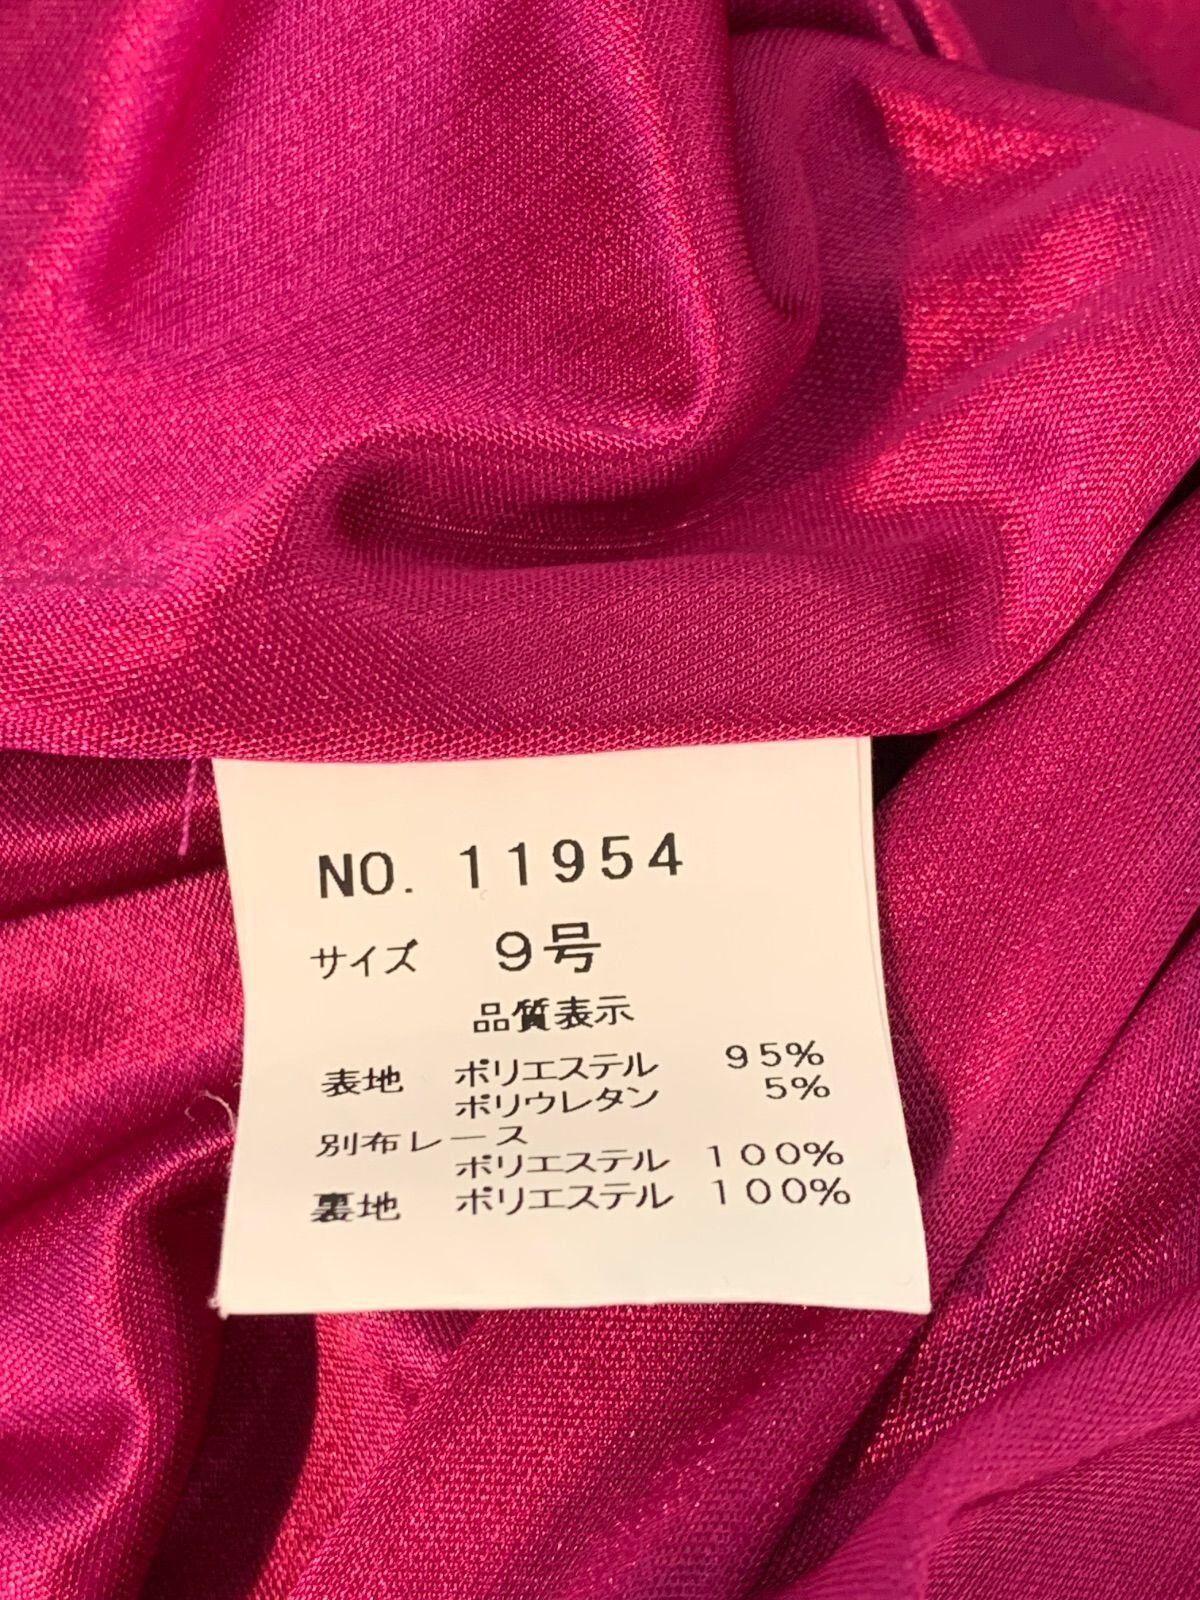 NO. 11954
サイズ 9号
品質表示
表地 ポリエステル 95%
ポリウレタン 5%
別布レース
ポリエステル 100%
裏地 ポリエステル 100%